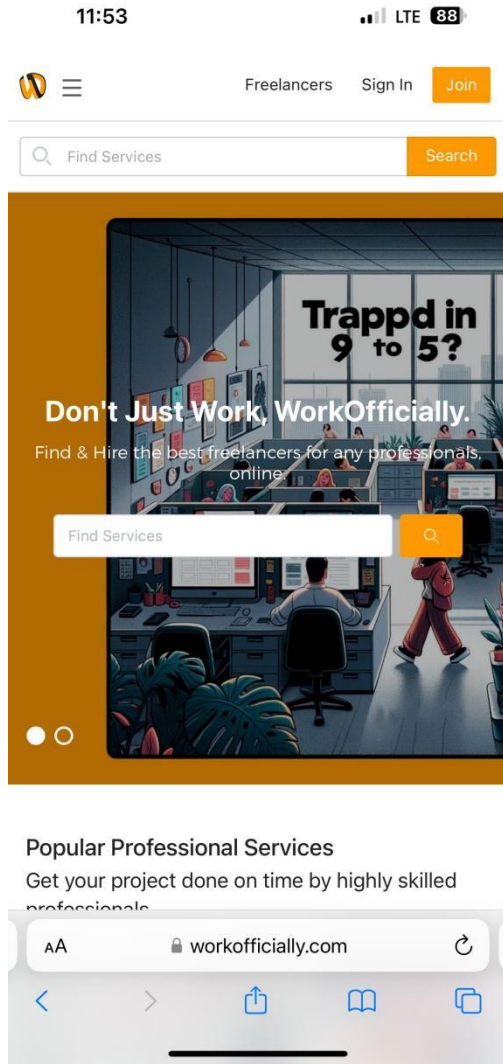 11:53 LTE 88
Freelancers Sign In Join
Find Services Search
Trappd in
9 to 5?
Don't Just Work, WorkOfficially.
Find & Hire the best freelancers for any professionals,
online.
Find Services
Popular Professional Services
Get your project done on time by highly skilled
professionals
AA workofficially.com